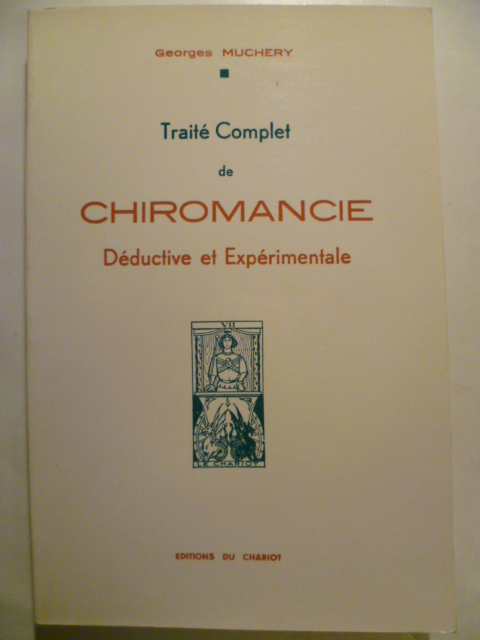 Georges MUCHERY
Traité Complet
de
CHIROMANCIE
Déductive et Expérimentale
VII
LE CHARIOT
EDITIONS DU CHARIOT